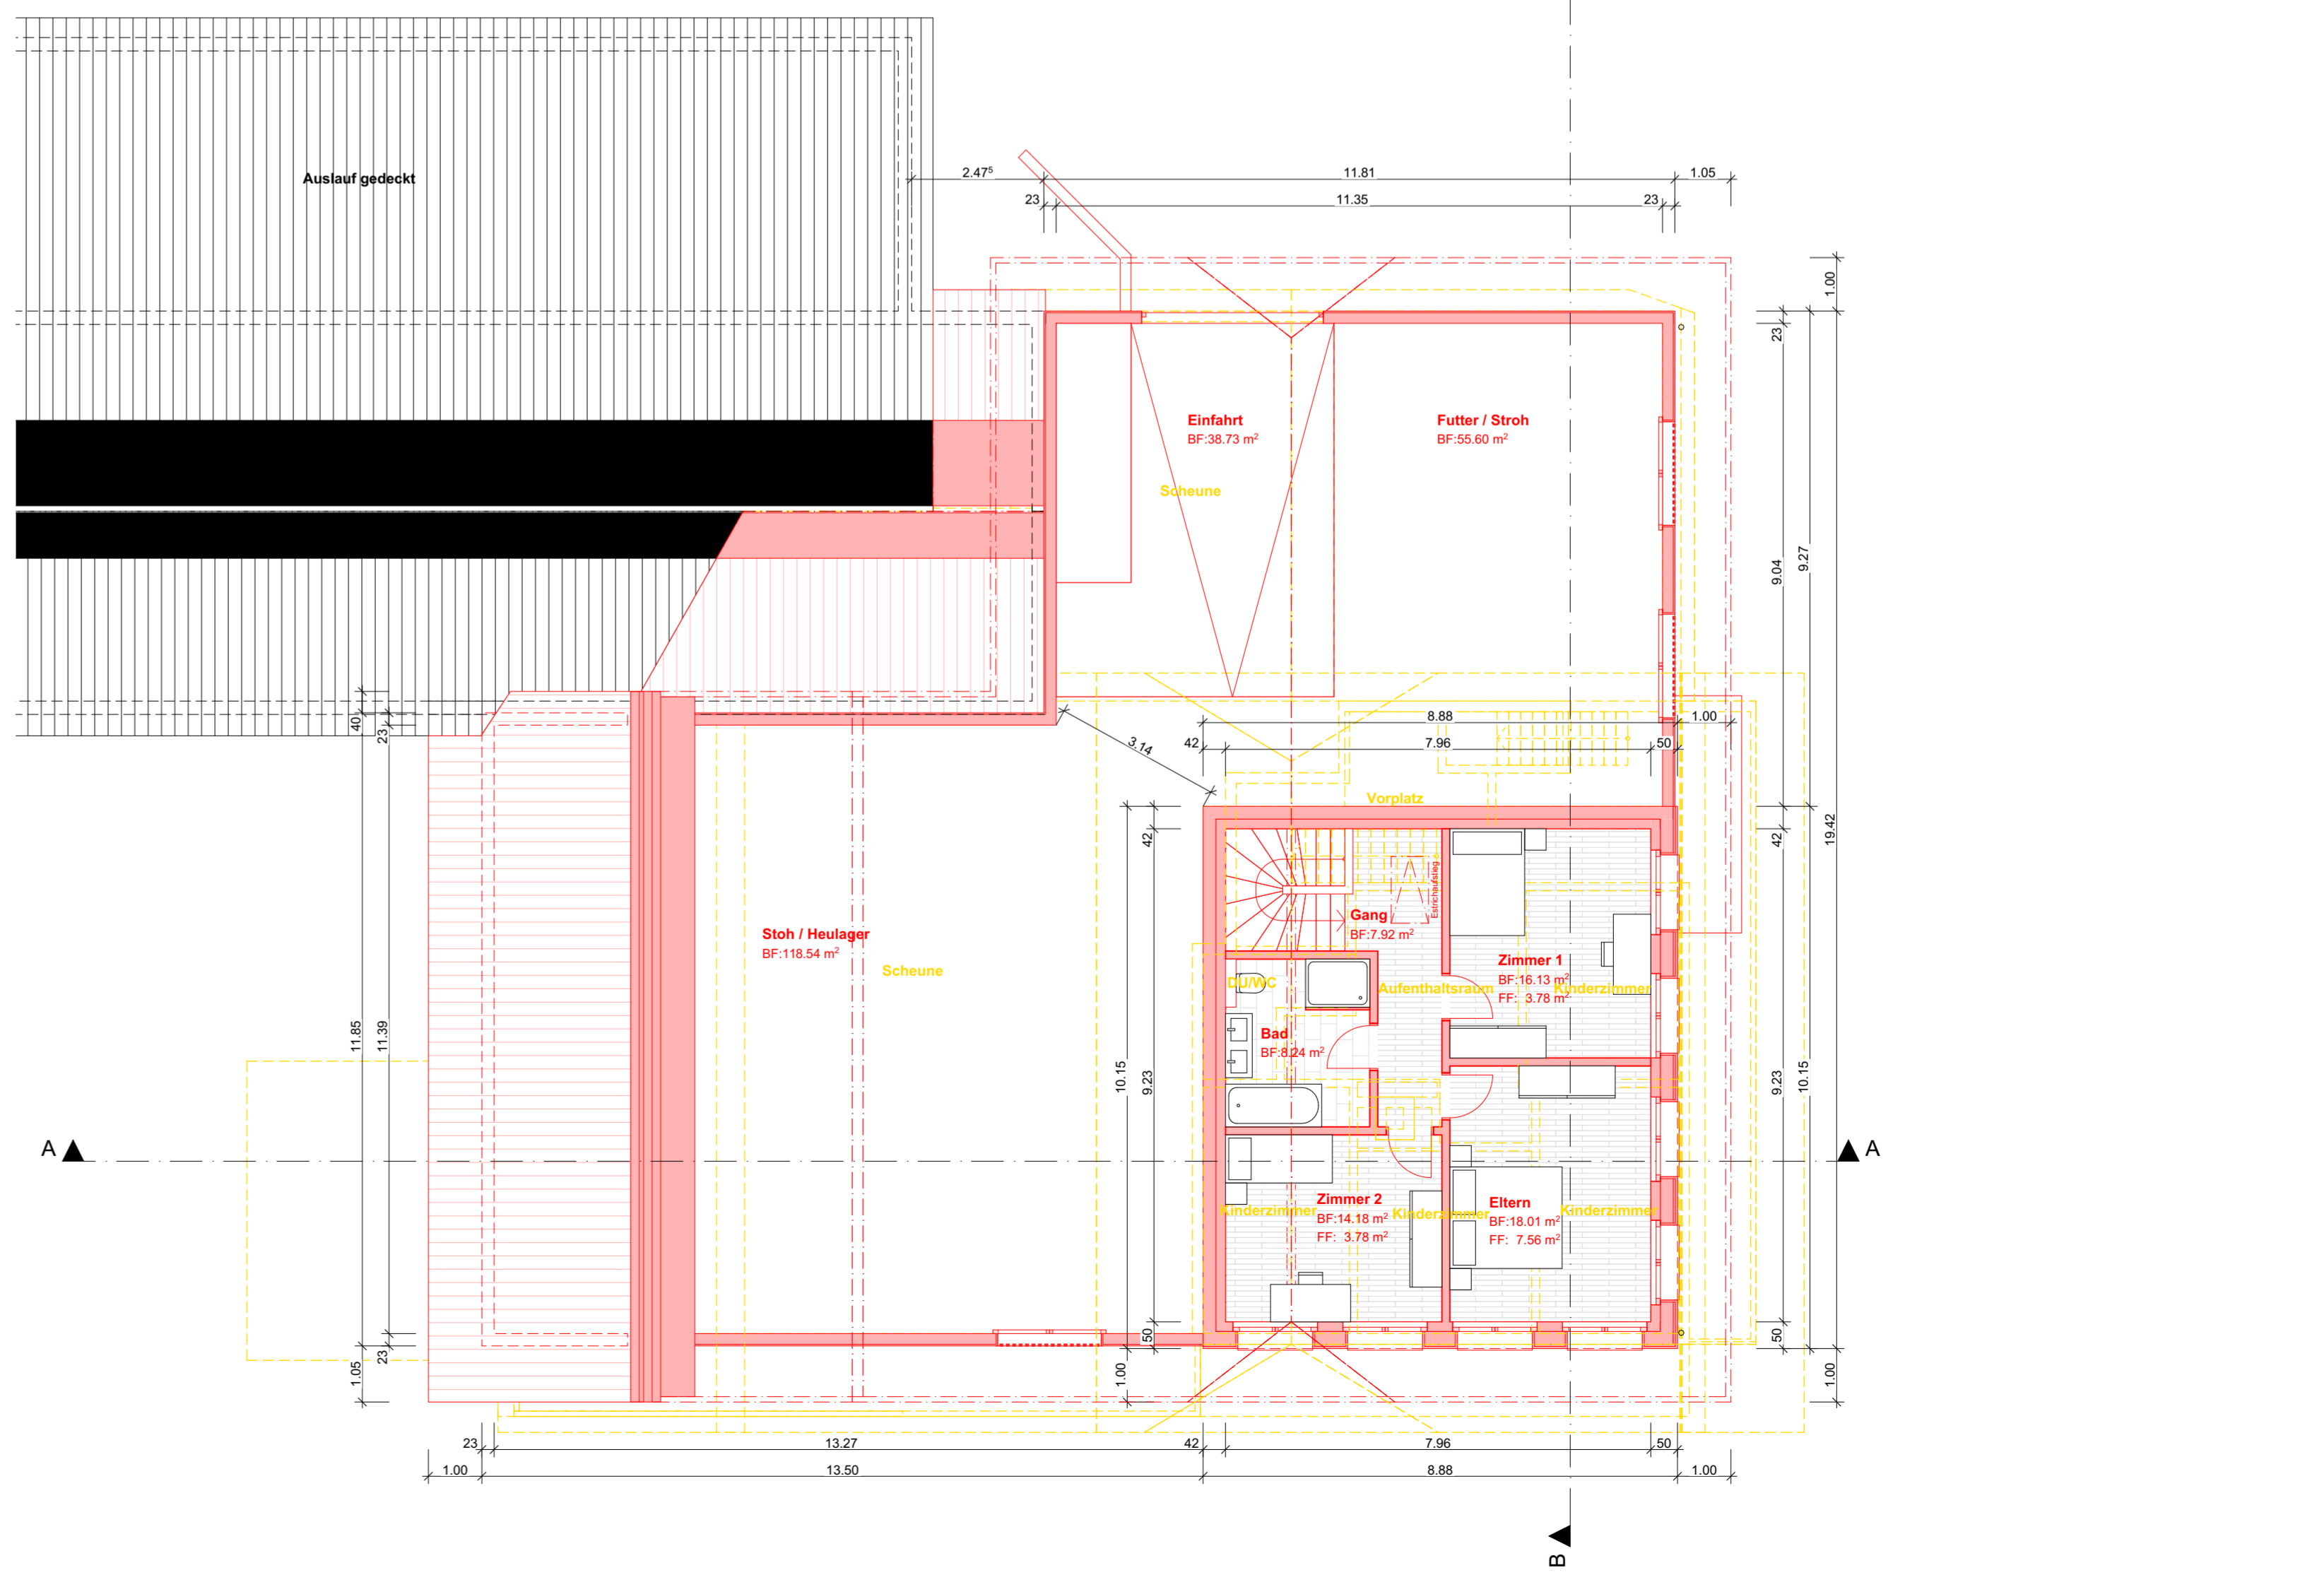 Auslauf gedeckt
2.47⁵
11.81
1.05
23
11.35
23
1.00
23
Einfahrt
BF:38.73 m²
Futter / Stroh
BF:55.60 m²
Scheune
9.04
9.27
19.42
40
23
3.14
8.88
1.00
42
7.96
50
Vorplatz
42
42
Estrichaufstieg
Gang
BF:7.92 m²
Stoh / Heulager
BF:118.54 m²
Scheune
Zimmer 1
BF:16.13 m²
FF: 3.78 m²
DU/WC
Aufenthaltsraum
Kinderzimmer
Bad
BF:8.24 m²
11.85
11.39
10.15
9.23
9.23
10.15
A
A
Zimmer 2
BF:14.18 m²
FF: 3.78 m²
Eltern
BF:18.01 m²
FF: 7.56 m²
Kinderzimmer
Kinderzimmer
Kinderzimmer
50
50
1.05
23
1.00
1.00
23
13.27
42
7.96
50
1.00
13.50
8.88
1.00
B